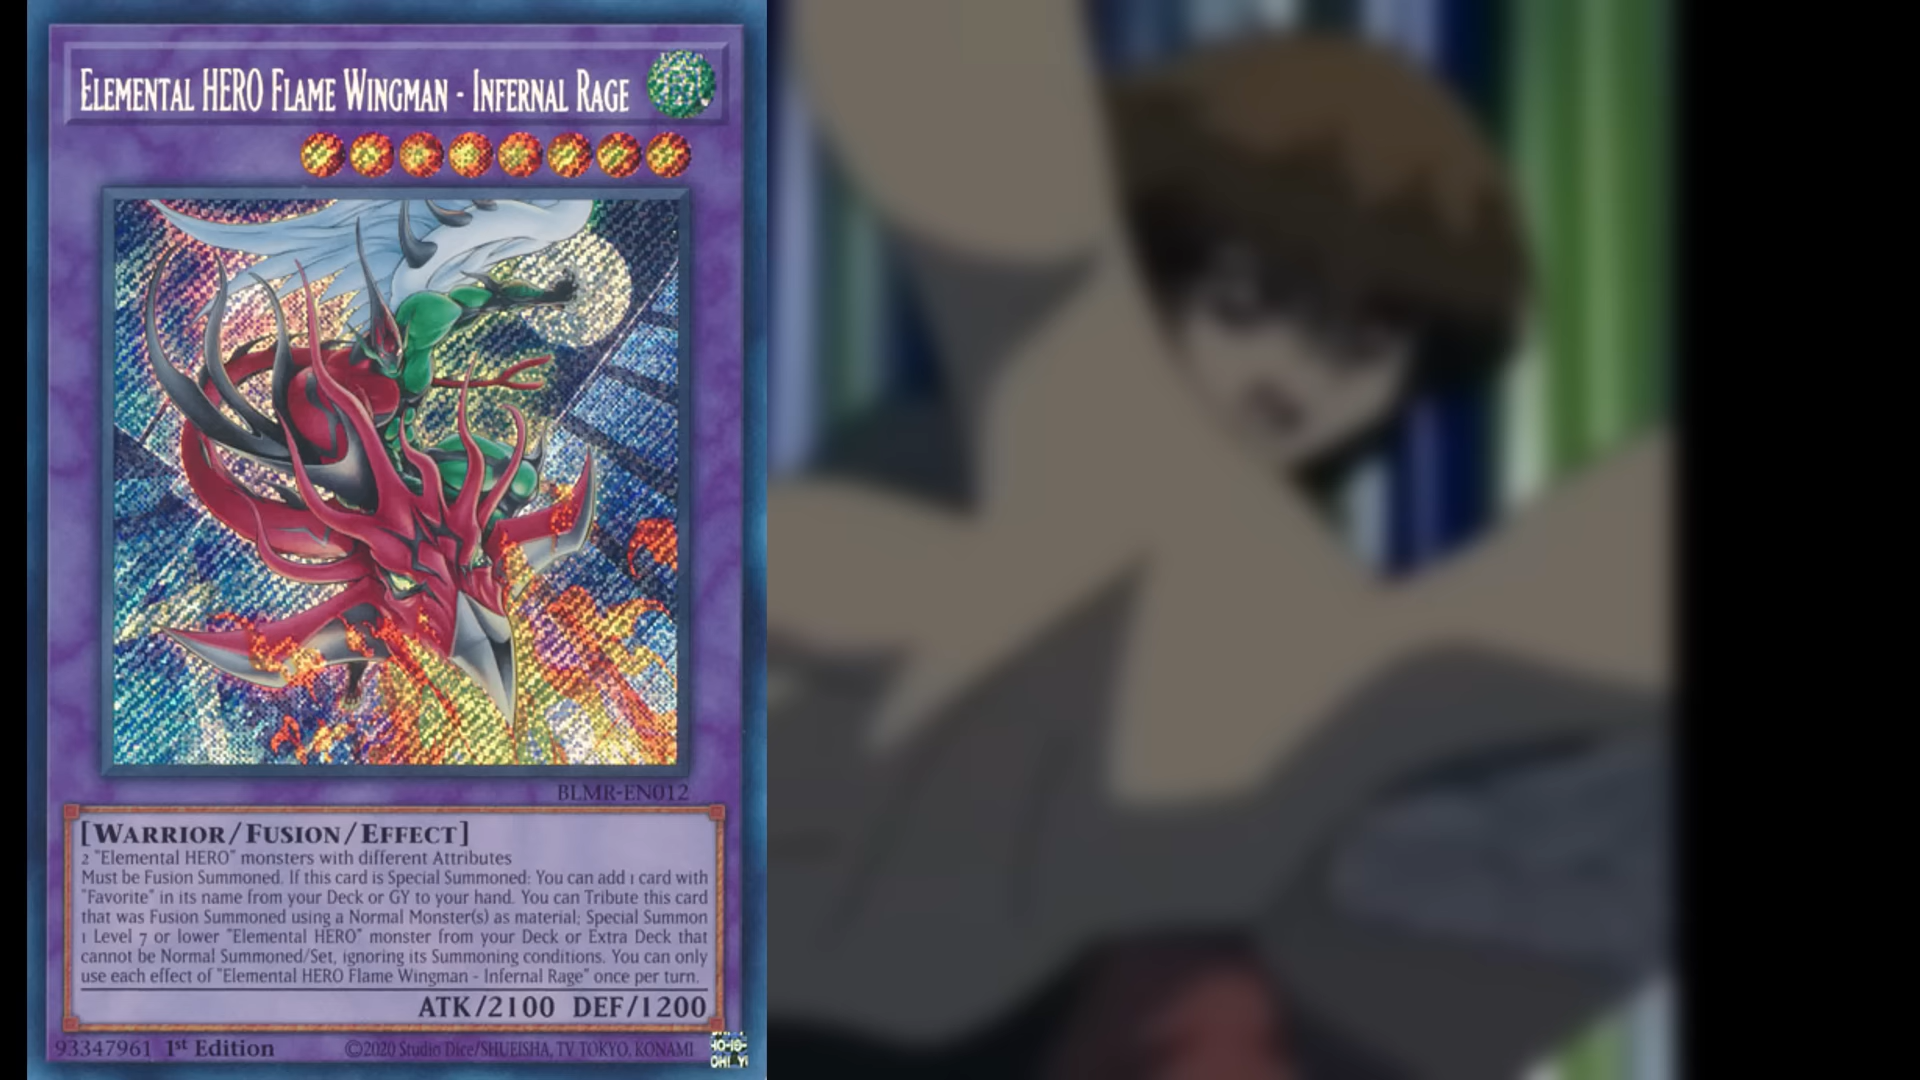 Elemental HERO Flame Wingman - Infernal Rage
BLMR-EN012
[Warrior/Fusion/Effect]
2 "Elemental HERO" monsters with different Attributes
Must be Fusion Summoned. If this card is Special Summoned: You can add 1 card with
"Favorite" in its name from your Deck or GY to your hand. You can Tribute this card
that was Fusion Summoned using a Normal Monster(s) as material; Special Summon
1 Level 7 or lower "Elemental HERO" monster from your Deck or Extra Deck that
cannot be Normal Summoned/Set, ignoring its Summoning conditions. You can only
use each effect of "Elemental HERO Flame Wingman - Infernal Rage" once per turn.
ATK/2100 DEF/1200
93347961 1st Edition ©2020 Studio Dice/SHUEISHA, TV TOKYO, KONAMI